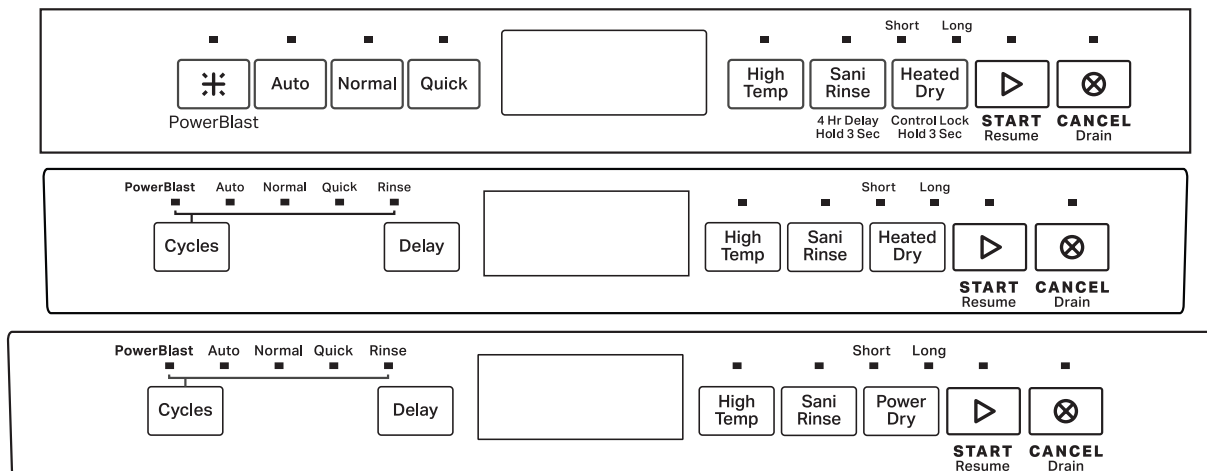 Short Long
Auto Normal Quick High Temp Sani Rinse Heated Dry
PowerBlast 4 Hr Delay Hold 3 Sec Control Lock Hold 3 Sec START Resume CANCEL Drain
PowerBlast Auto Normal Quick Rinse Short Long
Cycles Delay High Temp Sani Rinse Heated Dry
START Resume CANCEL Drain
PowerBlast Auto Normal Quick Rinse Short Long
Cycles Delay High Temp Sani Rinse Power Dry
START Resume CANCEL Drain